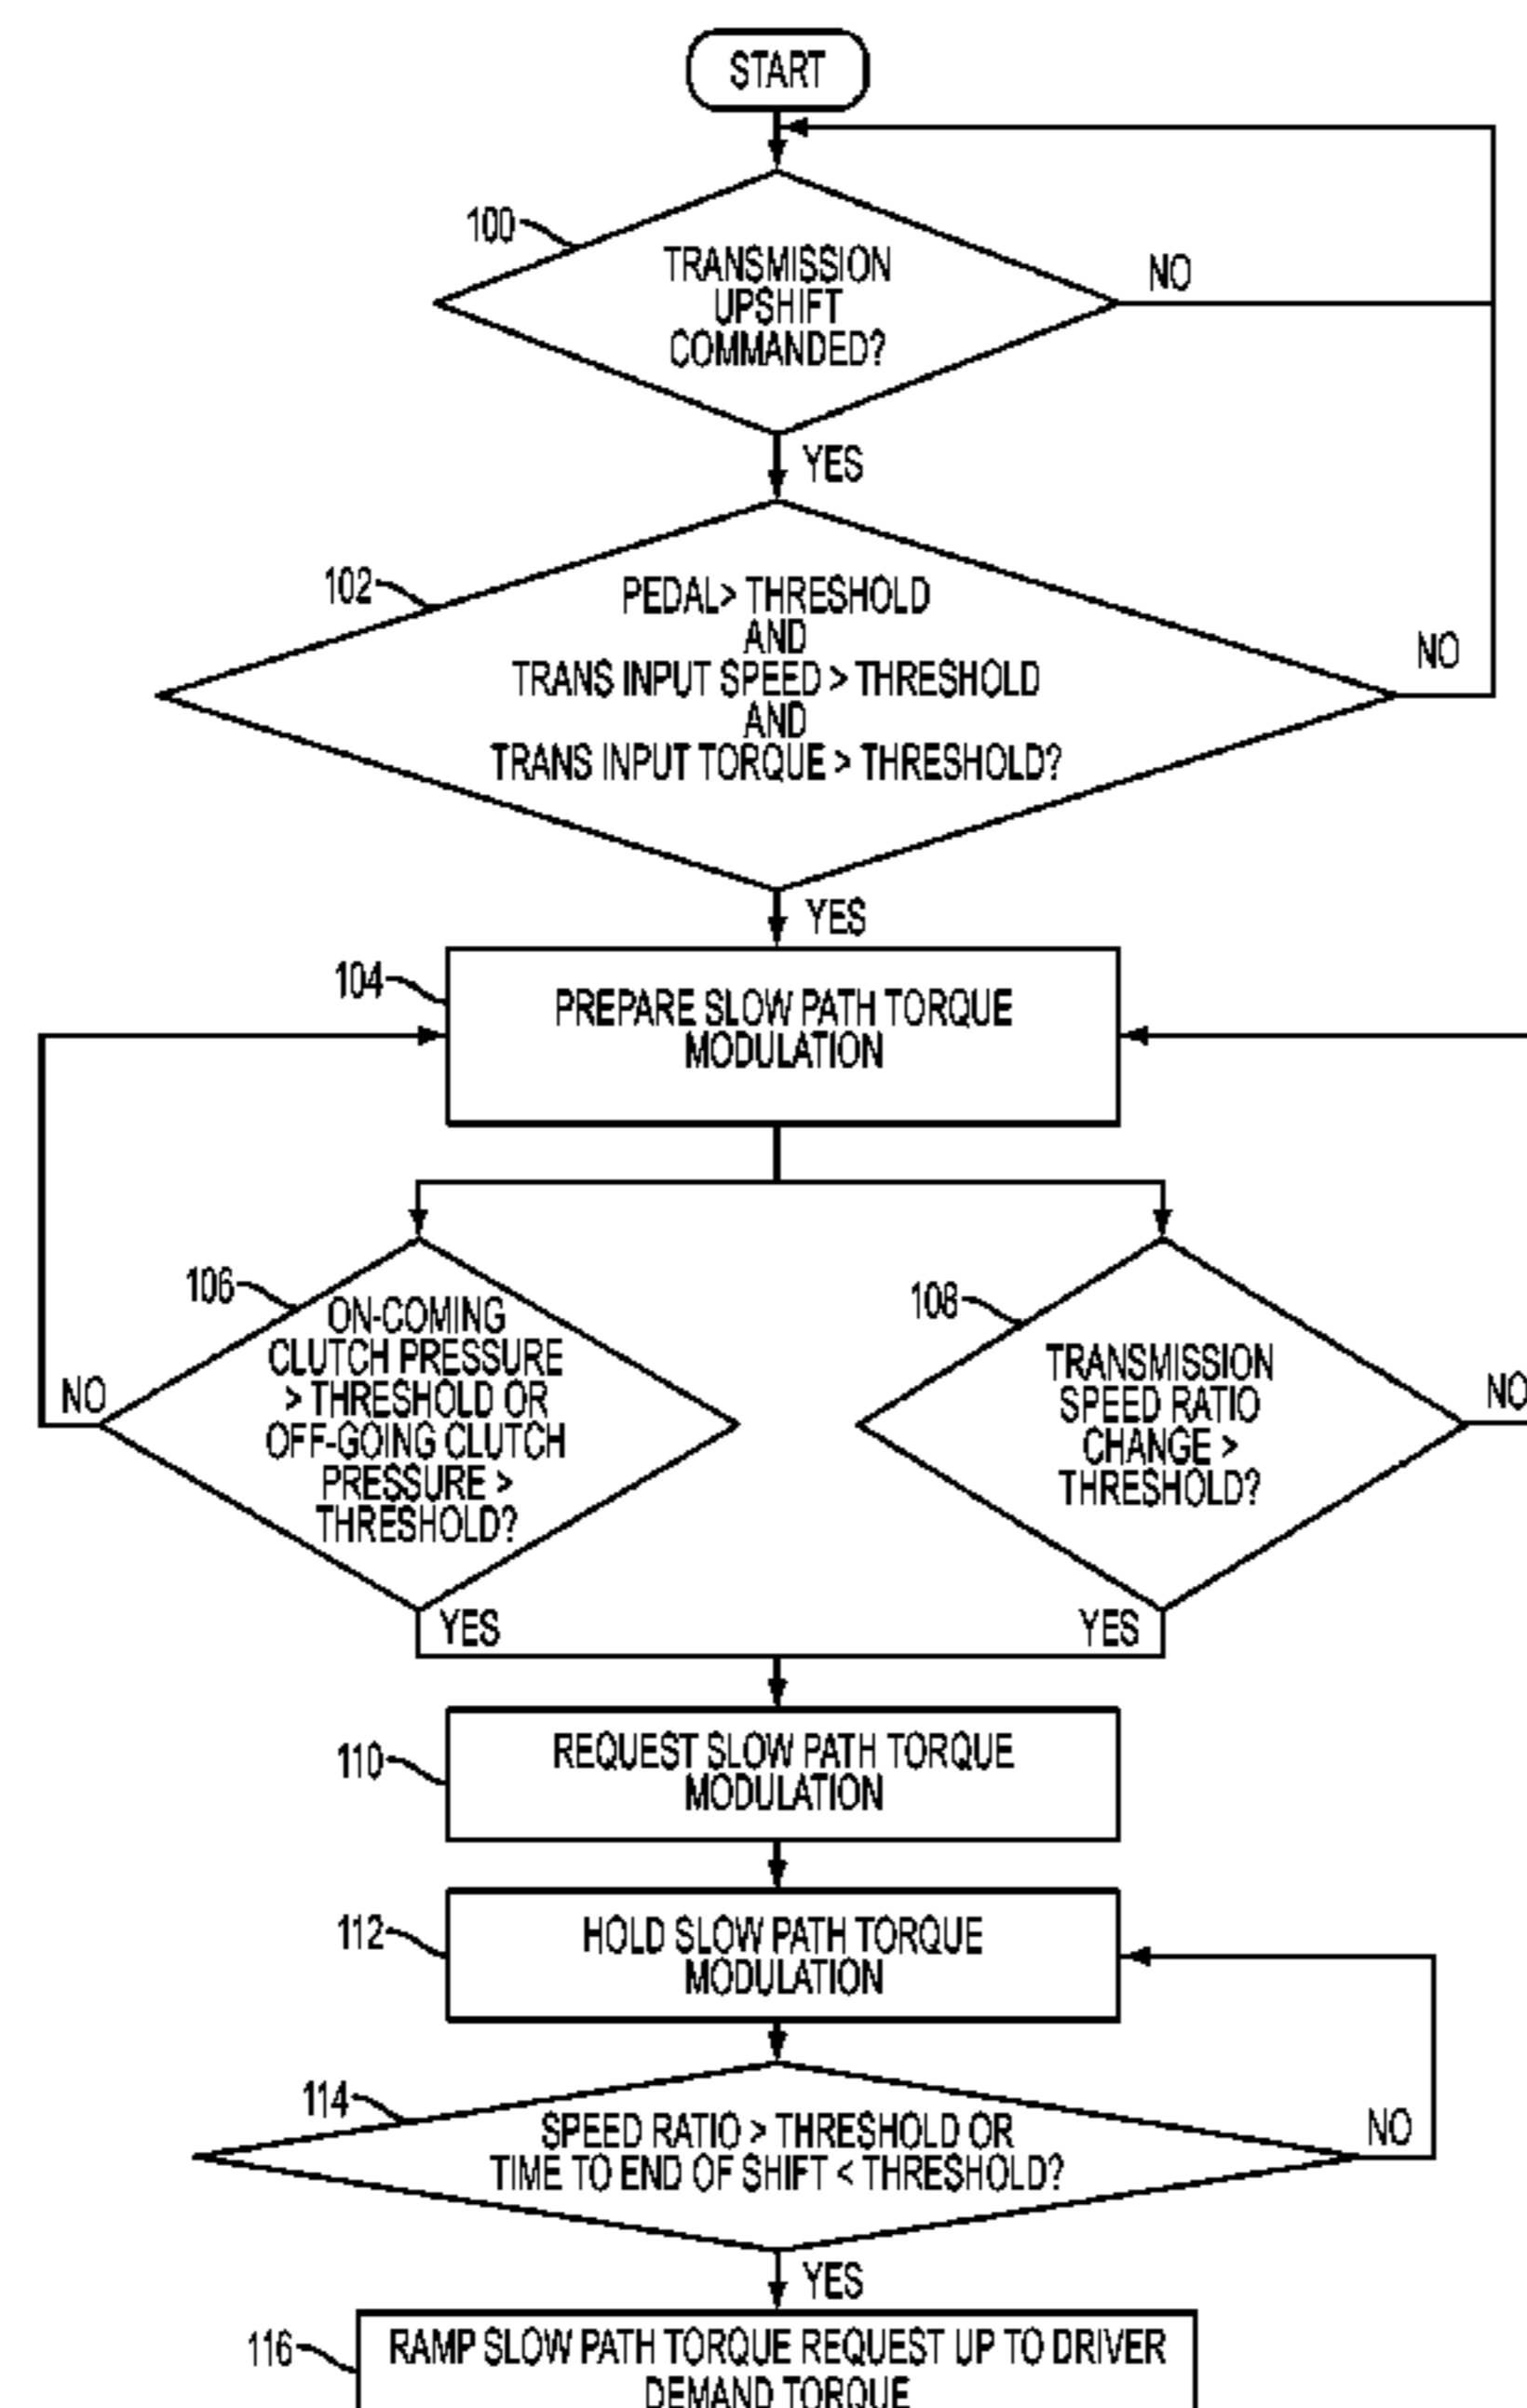 START
100
TRANSMISSION
UPSHIFT
COMMANDED?
NO
YES
102
PEDAL> THRESHOLD
AND
TRANS INPUT SPEED > THRESHOLD
AND
TRANS INPUT TORQUE > THRESHOLD?
NO
YES
104
PREPARE SLOW PATH TORQUE
MODULATION
106
ON-COMING
CLUTCH PRESSURE
> THRESHOLD OR
OFF-GOING CLUTCH
PRESSURE >
THRESHOLD?
NO
YES
108
TRANSMISSION
SPEED RATIO
CHANGE >
THRESHOLD?
NO
YES
110
REQUEST SLOW PATH TORQUE
MODULATION
112
HOLD SLOW PATH TORQUE
MODULATION
114
SPEED RATIO > THRESHOLD OR
TIME TO END OF SHIFT < THRESHOLD?
NO
YES
116
RAMP SLOW PATH TORQUE REQUEST UP TO DRIVER
DEMAND TORQUE